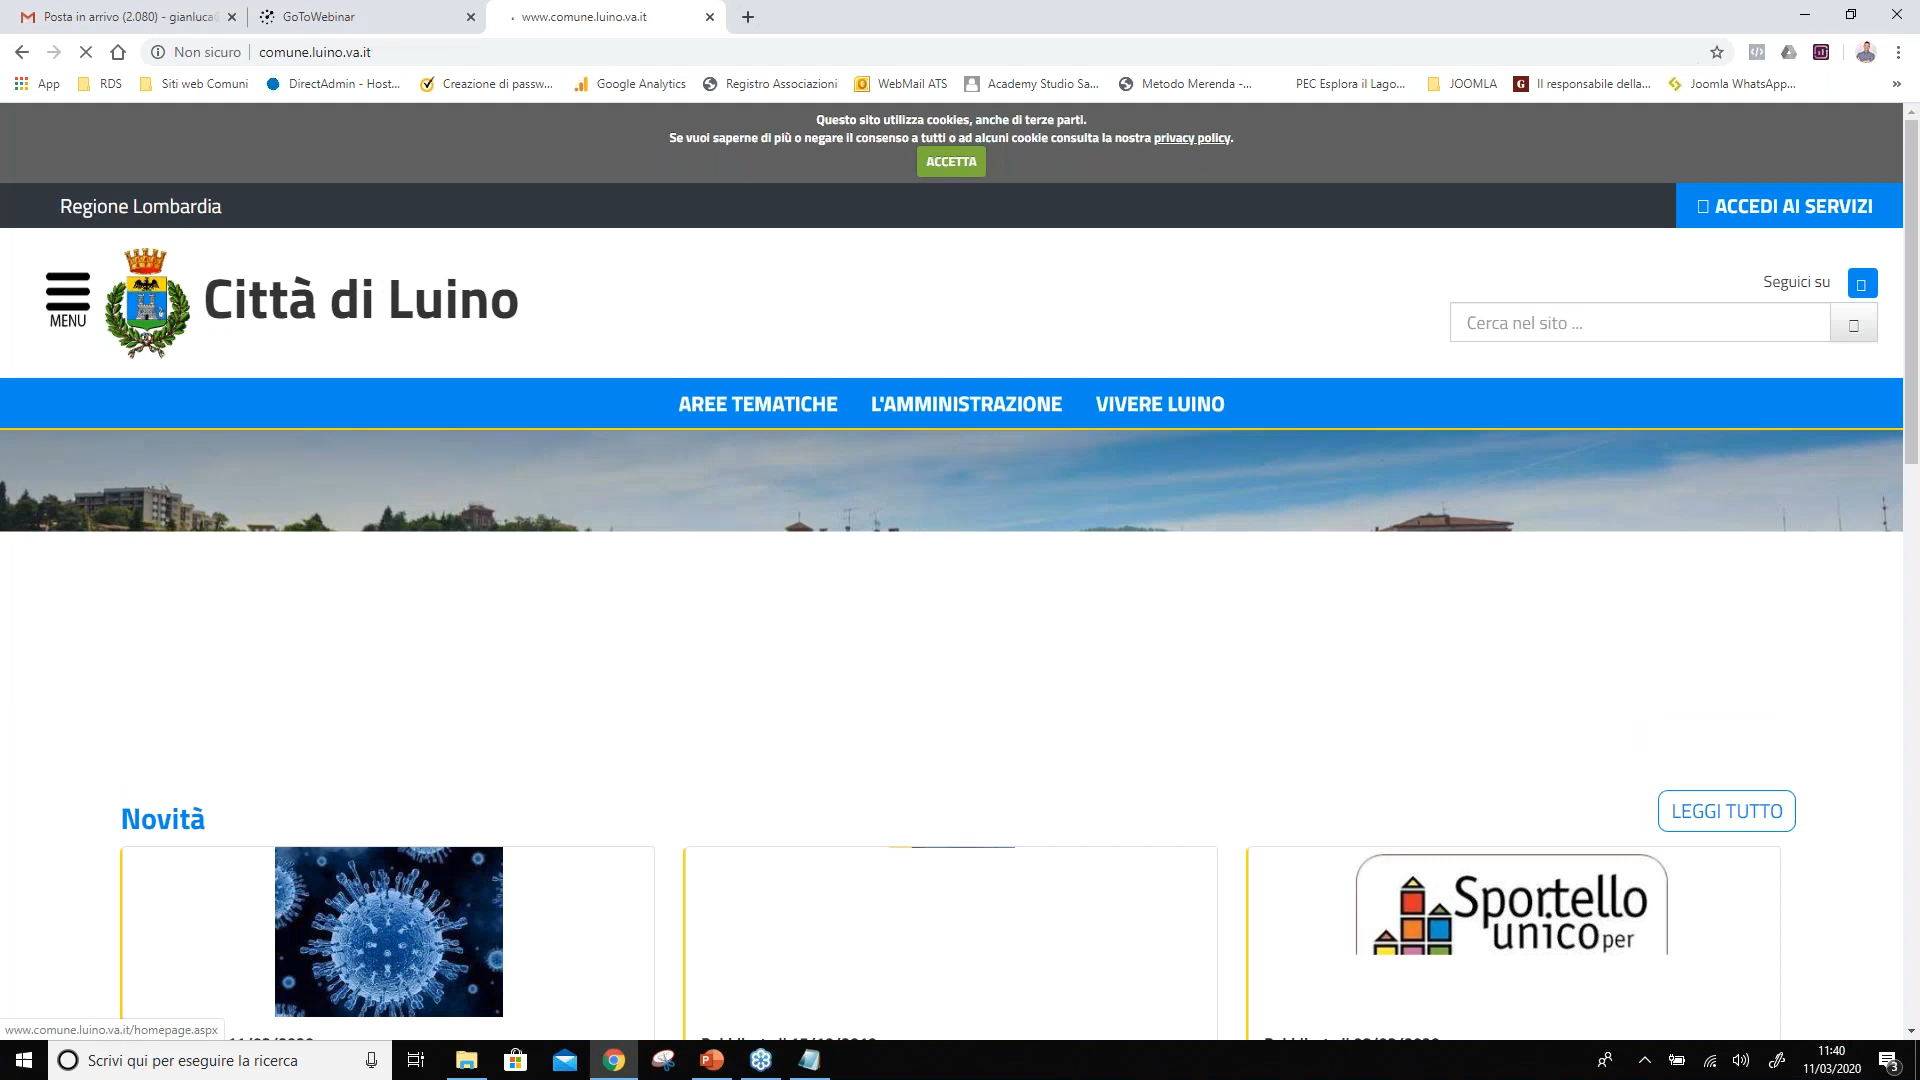 Posta in arrivo (2.080) - gianluca
GoToWebinar
www.comune.luino.va.it
Non sicuro
comune.luino.va.it
App
RDS
Siti web Comuni
DirectAdmin - Host...
Creazione di passw...
Google Analytics
Registro Associazioni
WebMail ATS
Academy Studio Sa...
Metodo Merenda -...
PEC Esplora il Lago...
JOOMLA
Il responsabile della...
Joomla WhatsApp...
»
Questo sito utilizza cookies, anche di terze parti.
Se vuoi saperne di più o negare il consenso a tutti o ad alcuni cookie consulta la nostra privacy policy.
ACCETTA
Regione Lombardia
ACCEDI AI SERVIZI
MENU
Città di Luino
Seguici su
Cerca nel sito ...
AREE TEMATICHE
L'AMMINISTRAZIONE
VIVERE LUINO
Novità
LEGGI TUTTO
Sportello
unico per
www.comune.luino.va.it/homepage.aspx
Scrivi qui per eseguire la ricerca
11:40
11/03/2020
3